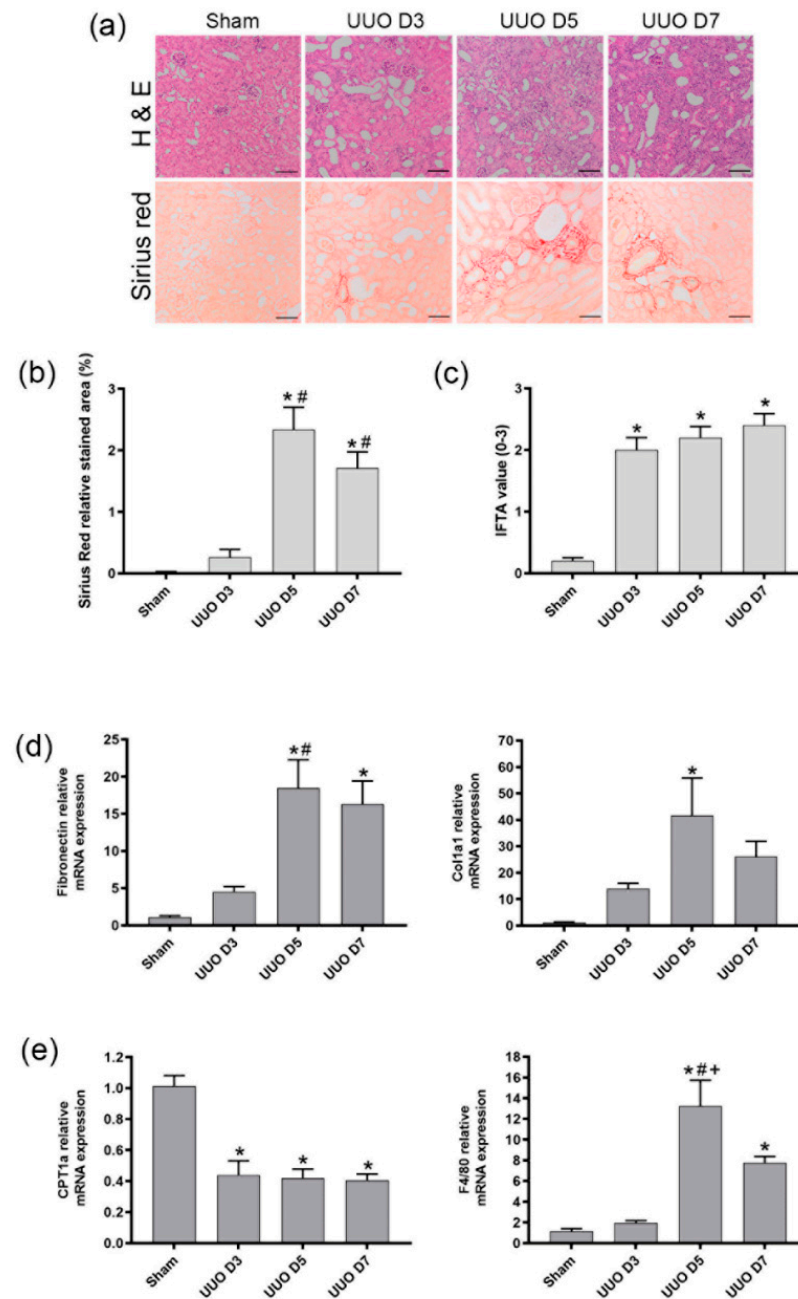 (a)
Sham
UUO D3
UUO D5
UUO D7
H & E
Sirius red
(b)
Sirius Red relative stained area (%)
3
2
1
0
* #
* #
Sham
UUO D3
UUO D5
UUO D7
(c)
IFTA value (0-3)
3
2
1
0
*
*
*
Sham
UUO D3
UUO D5
UUO D7
(d)
Fibronectin relative
mRNA expression
25
20
15
10
5
0
*#
*
Sham
UUO D3
UUO D5
UUO D7
Col1a1 relative
mRNA expression
70
60
50
40
30
20
10
0
*
Sham
UUO D3
UUO D5
UUO D7
(e)
CPT1a relative
mRNA expression
1.2
1.0
0.8
0.6
0.4
0.2
0.0
*
*
*
Sham
UUO D3
UUO D5
UUO D7
F4/80 relative
mRNA expression
18
16
14
12
10
8
6
4
2
0
*#+
*
Sham
UUO D3
UUO D5
UUO D7